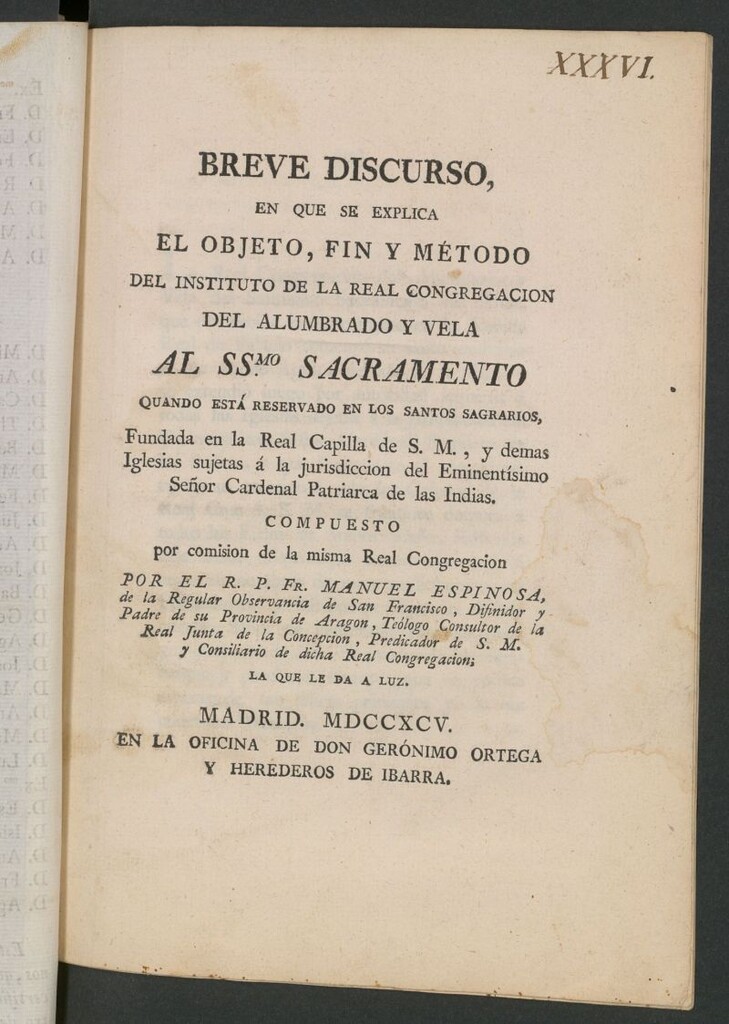 XXXVI.
BREVE DISCURSO,
EN QUE SE EXPLICA
EL OBJETO, FIN Y MÉTODO
DEL INSTITUTO DE LA REAL CONGREGACION
DEL ALUMBRADO Y VELA
AL SS.MO SACRAMENTO
QUANDO ESTÁ RESERVADO EN LOS SANTOS SAGRARIOS,
Fundada en la Real Capilla de S. M., y demas
Iglesias sujetas á la jurisdiccion del Eminentísimo
Señor Cardenal Patriarca de las Indias.
COMPUESTO
por comision de la misma Real Congregacion
POR EL R. P. FR. MANUEL ESPINOSA,
de la Regular Observancia de San Francisco, Difinidor y
Padre de su Provincia de Aragon, Teólogo Consultor de la
Real Junta de la Concepcion, Predicador de S. M.
y Consiliario de dicha Real Congregacion;
LA QUE LE DA A LUZ.
MADRID. MDCCXCV.
EN LA OFICINA DE DON GERÓNIMO ORTEGA
Y HEREDEROS DE IBARRA.